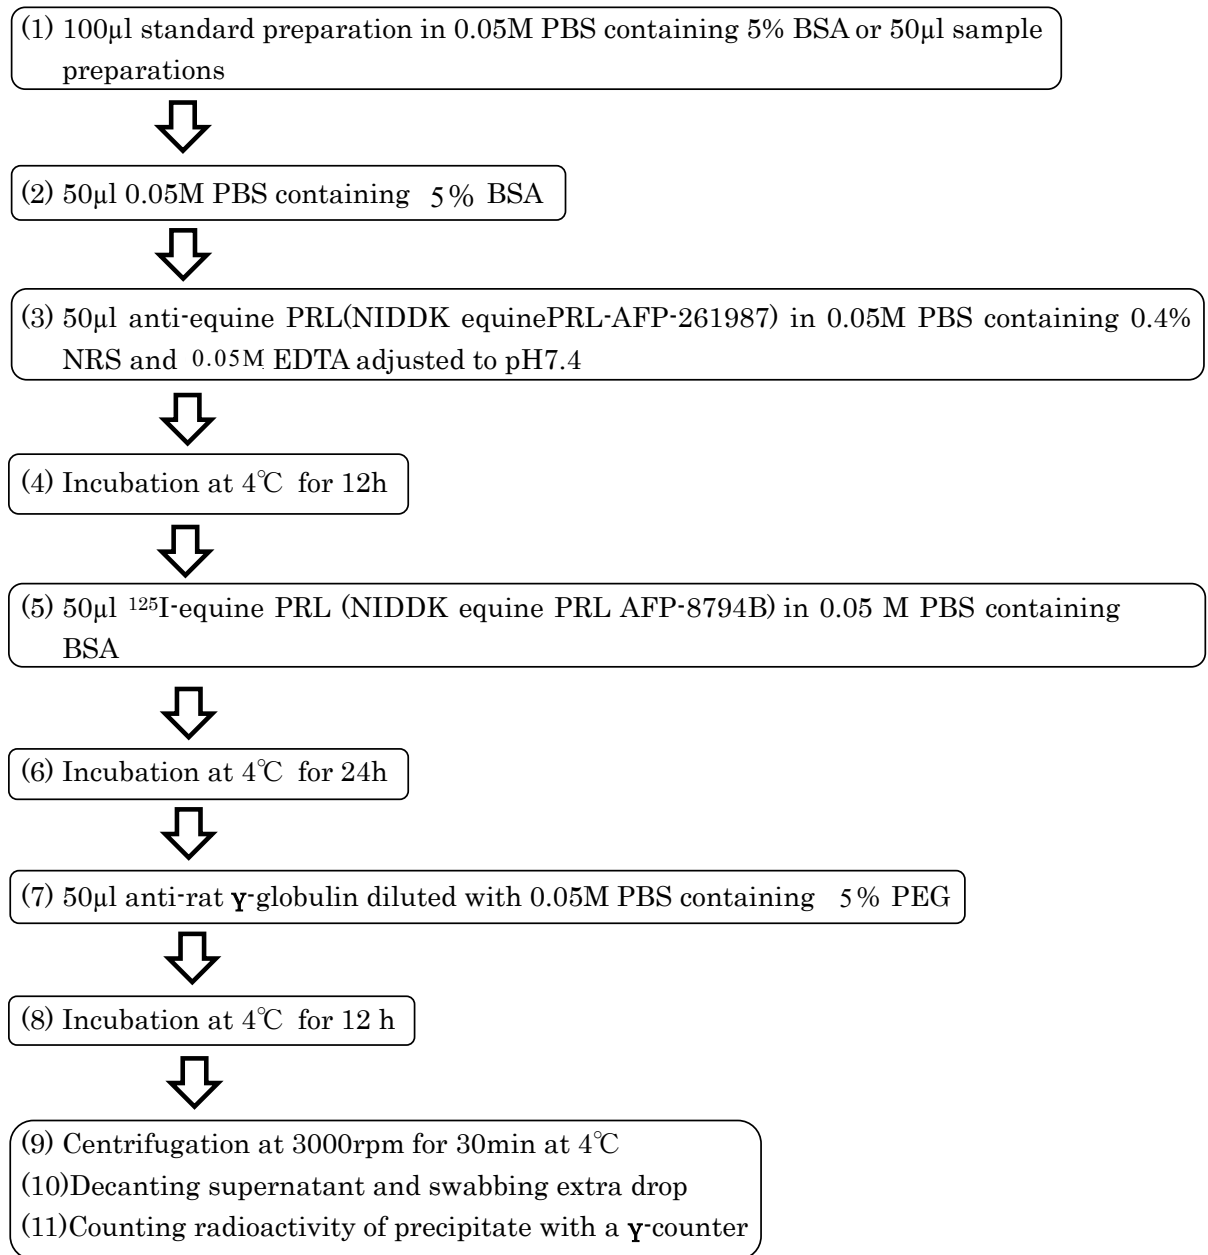 (1) 100µl standard preparation in 0.05M PBS containing 5% BSA or 50µl sample
preparations
(2) 50µl 0.05M PBS containing 5% BSA
(3) 50µl anti-equine PRL(NIDDK equinePRL-AFP-261987) in 0.05M PBS containing 0.4%
NRS and 0.05M EDTA adjusted to pH7.4
(4) Incubation at 4℃ for 12h
(5) 50µl ¹²⁵I-equine PRL (NIDDK equine PRL AFP-8794B) in 0.05 M PBS containing
BSA
(6) Incubation at 4℃ for 24h
(7) 50µl anti-rat γ-globulin diluted with 0.05M PBS containing 5% PEG
(8) Incubation at 4℃ for 12 h
(9) Centrifugation at 3000rpm for 30min at 4℃
(10)Decanting supernatant and swabbing extra drop
(11)Counting radioactivity of precipitate with a γ-counter